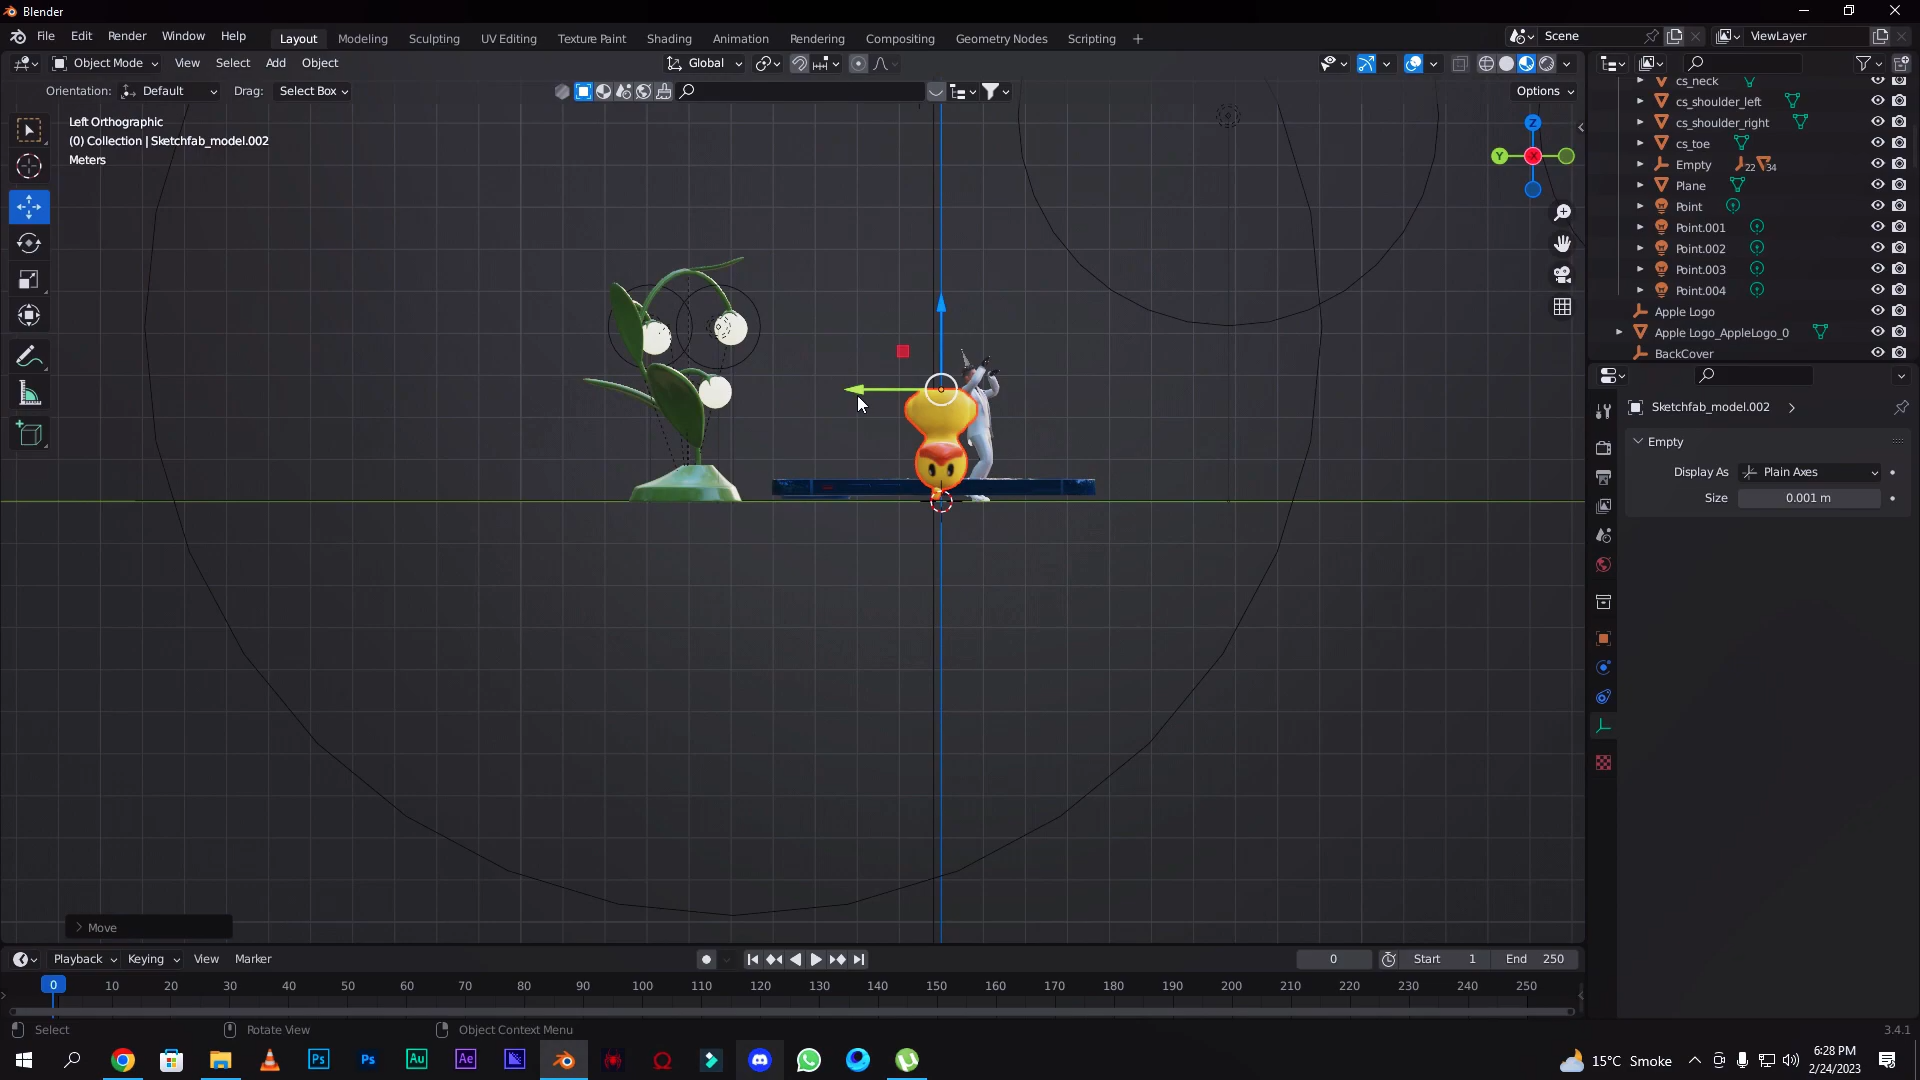 Blender
File Edit Render Window Help
Layout Modeling Sculpting UV Editing Texture Paint Shading Animation Rendering Compositing Geometry Nodes Scripting
Scene
ViewLayer
Object Mode View Select Add Object
Global
Orientation: Default Drag: Select Box
Options
Left Orthographic
(0) Collection | Sketchfab_model.002
Meters
Z
Y
X
cs_neck
cs_shoulder_left
cs_shoulder_right
cs_toe
Empty 22 34
Plane
Point
Point.001
Point.002
Point.003
Point.004
Apple Logo
Apple Logo_AppleLogo_0
BackCover
Sketchfab_model.002
Empty
Display As Plain Axes
Size 0.001 m
Move
Playback Keying View Marker
0 Start 1 End 250
0 10 20 30 40 50 60 70 80 90 100 110 120 130 140 150 160 170 180 190 200 210 220 230 240 250
Select Rotate View Object Context Menu
3.4.1
Ps Ps Au Ae
15°C Smoke
6:28 PM
2/24/2023